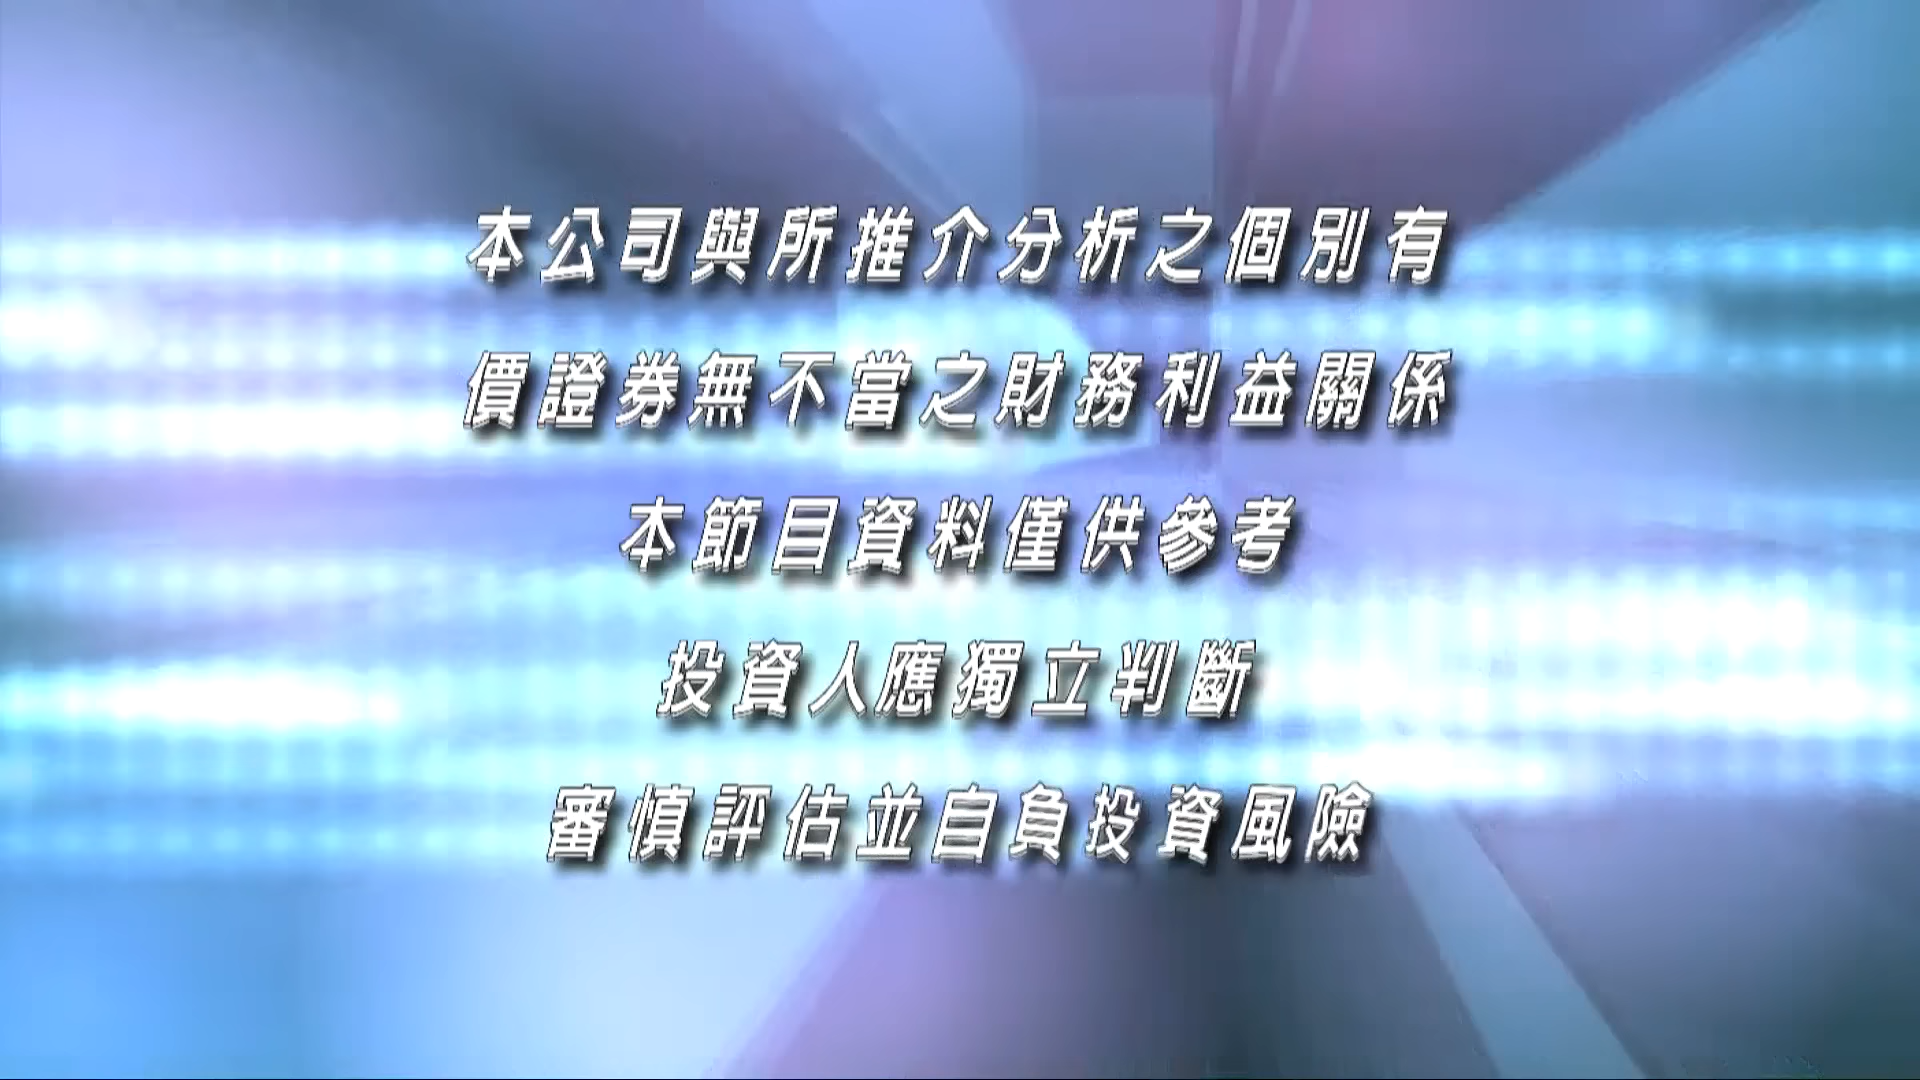 本公司與所推介分析之個別有
價證券無不當之財務利益關係
本節目資料僅供參考
投資人應獨立判斷
審慎評估並自負投資風險